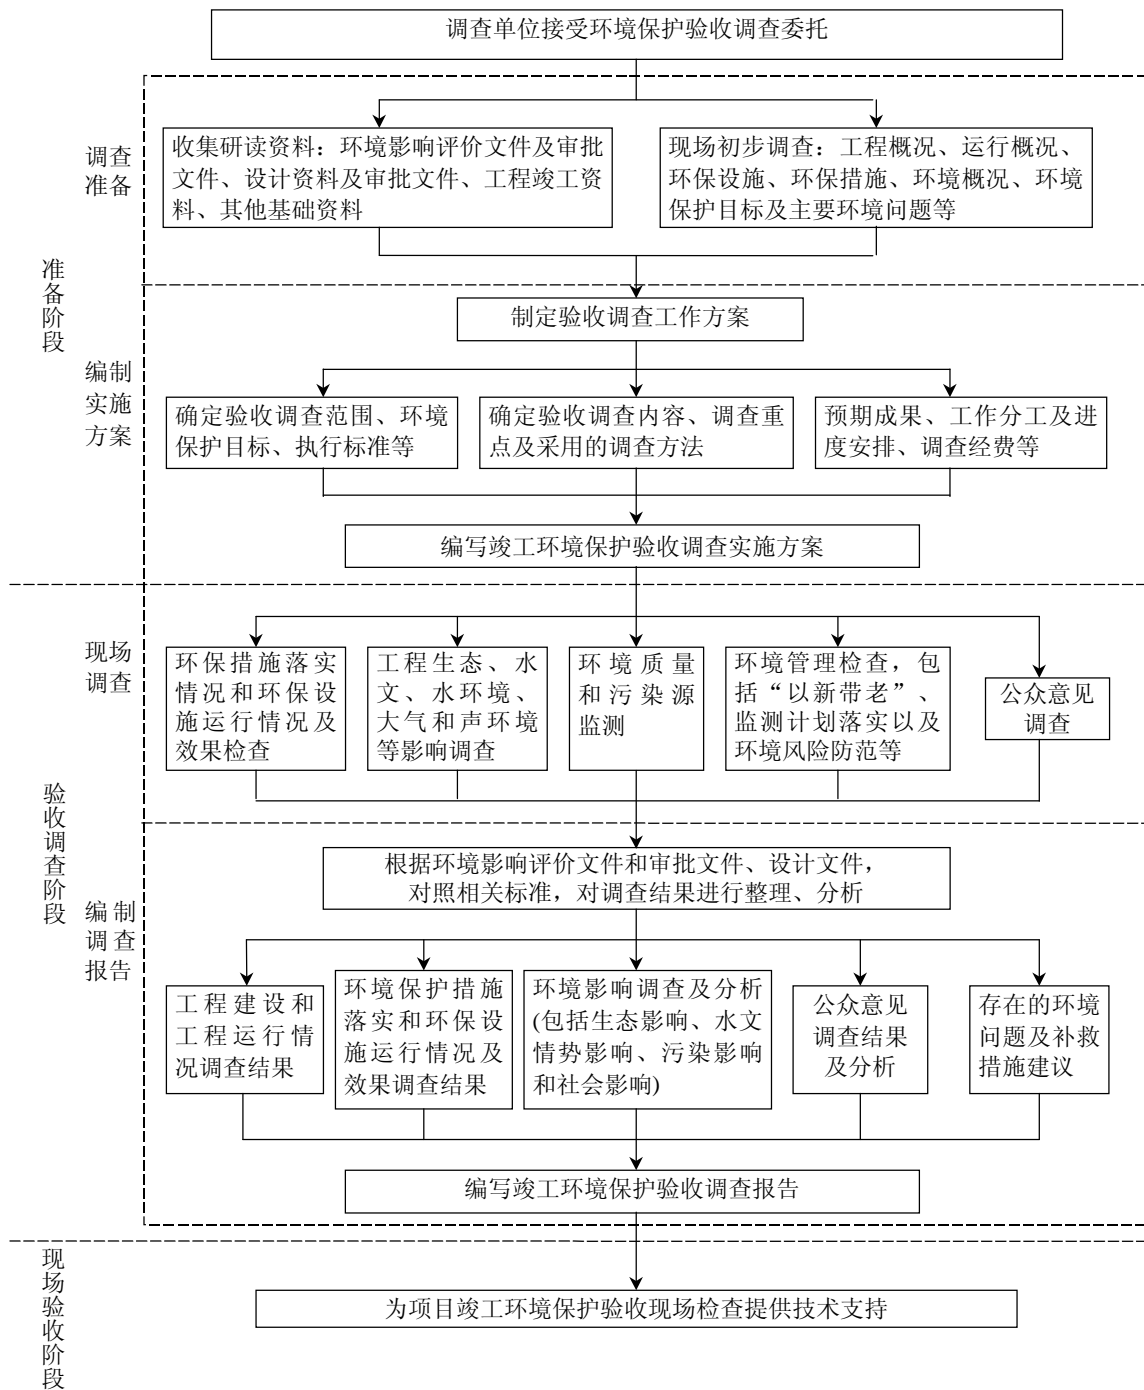 调查单位接受环境保护验收调查委托
调查
准备
收集研读资料：环境影响评价文件及审批
文件、设计资料及审批文件、工程竣工资
料、其他基础资料
现场初步调查：工程概况、运行概况、
环保设施、环保措施、环境概况、环境
保护目标及主要环境问题等
准备阶段
制定验收调查工作方案
编制
实施
方案
确定验收调查范围、环境
保护目标、执行标准等
确定验收调查内容、调查重
点及采用的调查方法
预期成果、工作分工及进
度安排、调查经费等
编写竣工环境保护验收调查实施方案
现场
调查
环保措施落实
情况和环保设
施运行情况及
效果检查
工程生态、水
文、水环境、
大气和声环境
等影响调查
环境质量
和污染源
监测
环境管理检查，包
括“以新带老”、
监测计划落实以及
环境风险防范等
公众意见
调查
验收调查阶段
根据环境影响评价文件和审批文件、设计文件，
对照相关标准，对调查结果进行整理、分析
编制
调查
报告
工程建设和
工程运行情
况调查结果
环境保护措施
落实和环保设
施运行情况及
效果调查结果
环境影响调查及分析
(包括生态影响、水文
情势影响、污染影响
和社会影响)
公众意见
调查结果
及分析
存在的环境
问题及补救
措施建议
编写竣工环境保护验收调查报告
现场验收阶段
为项目竣工环境保护验收现场检查提供技术支持